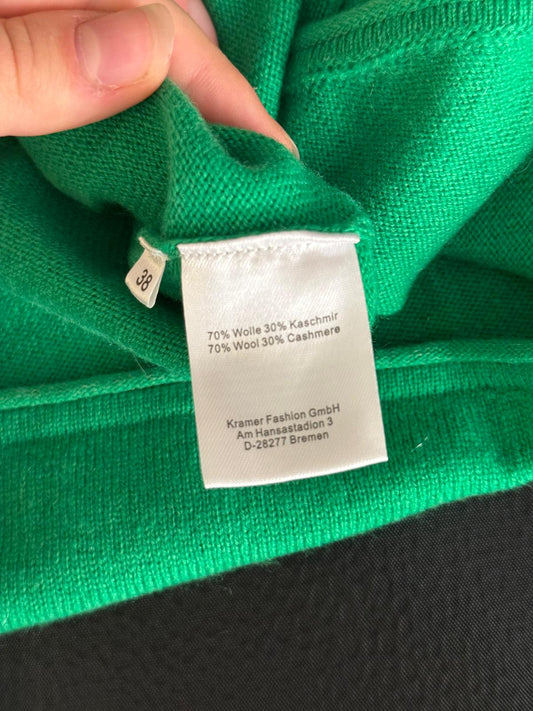 38
70% Wolle 30% Kaschmir
70% Wool 30% Cashmere
Kramer Fashion GmbH
Am Hansastadion 3
D-28277 Bremen